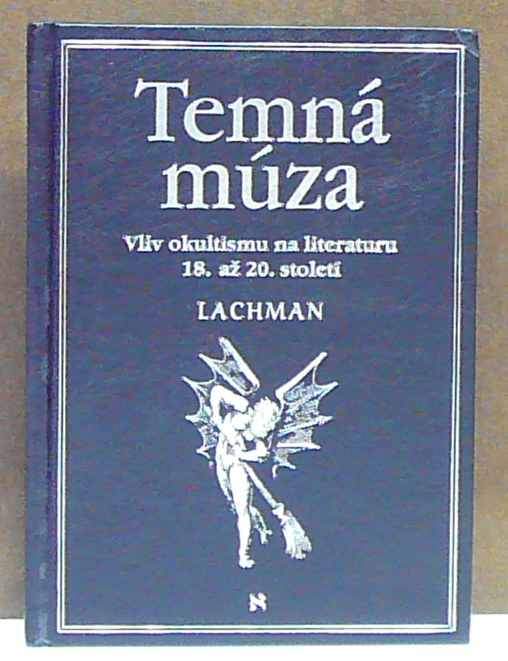 Temná
múza
Vliv okultismu na literaturu
18. až 20. století
LACHMAN
א